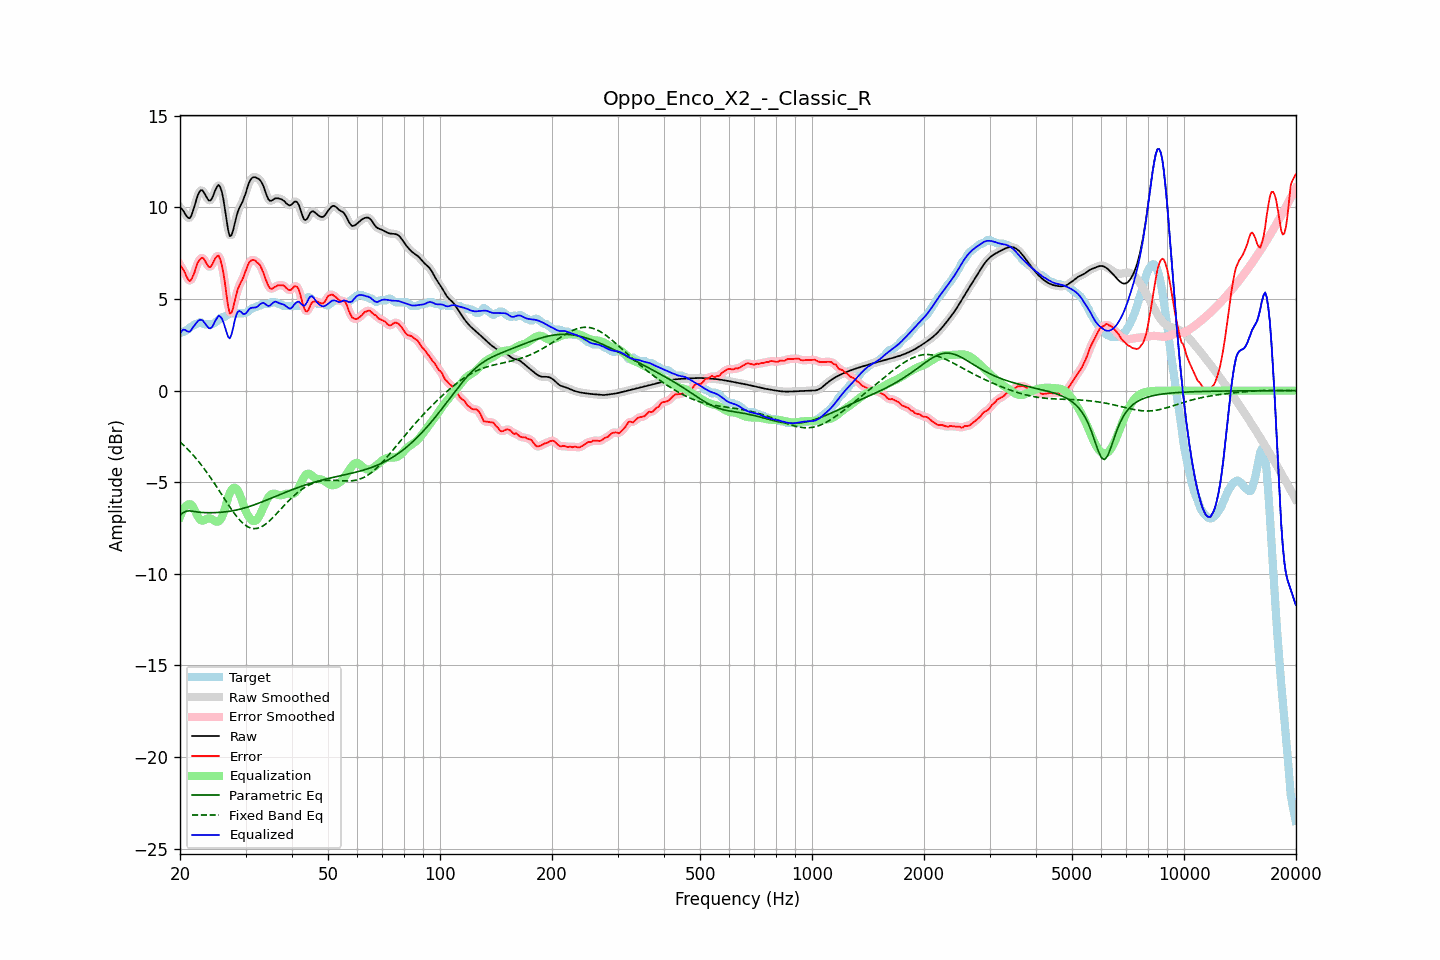 Oppo_Enco_X2_-_Classic_R
Amplitude (dBr)
15
10
5
0
−5
−10
−15
−20
−25
Target
Raw Smoothed
Error Smoothed
Raw
Error
Equalization
Parametric Eq
Fixed Band Eq
Equalized
20 50 100 200 500 1000 2000 5000 10000 20000
Frequency (Hz)